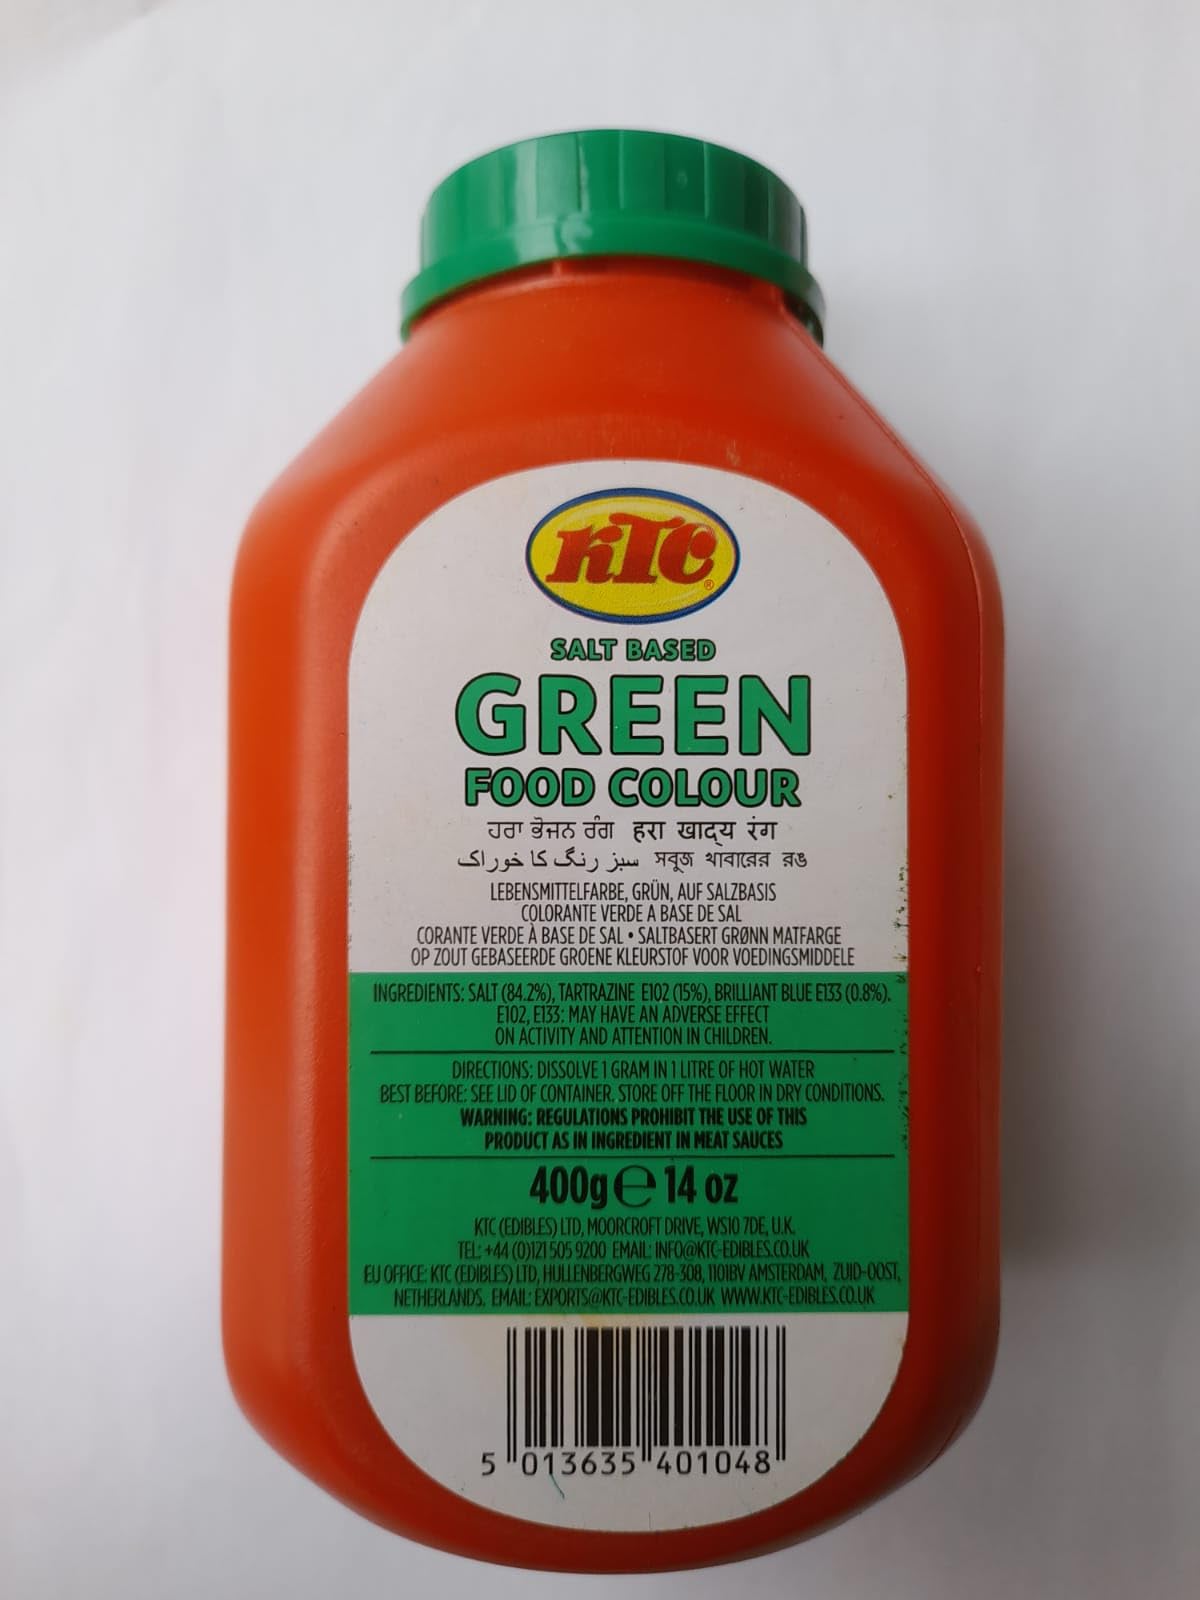 KTC®
SALT BASED
GREEN
FOOD COLOUR
ਹਰਾ ਭੋਜਨ ਰੰਗ हरा खाद्य रंग
سبز رنگ کا خوراک সবুজ খাবারের রঙ
LEBENSMITTELFARBE, GRÜN, AUF SALZBASIS
COLORANTE VERDE A BASE DE SAL
CORANTE VERDE À BASE DE SAL • SALTBASERT GRØNN MATFARGE
OP ZOUT GEBASEERDE GROENE KLEURSTOF VOOR VOEDINGSMIDDELE
INGREDIENTS: SALT (84.2%), TARTRAZINE E102 (15%), BRILLIANT BLUE E133 (0.8%).
E102, E133: MAY HAVE AN ADVERSE EFFECT
ON ACTIVITY AND ATTENTION IN CHILDREN.
DIRECTIONS: DISSOLVE 1 GRAM IN 1 LITRE OF HOT WATER
BEST BEFORE: SEE LID OF CONTAINER. STORE OFF THE FLOOR IN DRY CONDITIONS.
WARNING: REGULATIONS PROHIBIT THE USE OF THIS
PRODUCT AS IN INGREDIENT IN MEAT SAUCES
400g ℮ 14 oz
KTC (EDIBLES) LTD, MOORCROFT DRIVE, WS10 7DE, U.K.
TEL: +44 (0)121 505 9200 EMAIL: INFO@KTC-EDIBLES.CO.UK
EU OFFICE: KTC (EDIBLES) LTD, HULLENBERGWEG 278-308, 1101BV AMSTERDAM, ZUID-OOST,
NETHERLANDS. EMAIL: EXPORTS@KTC-EDIBLES.CO.UK WWW.KTC-EDIBLES.CO.UK
5 013635 401048